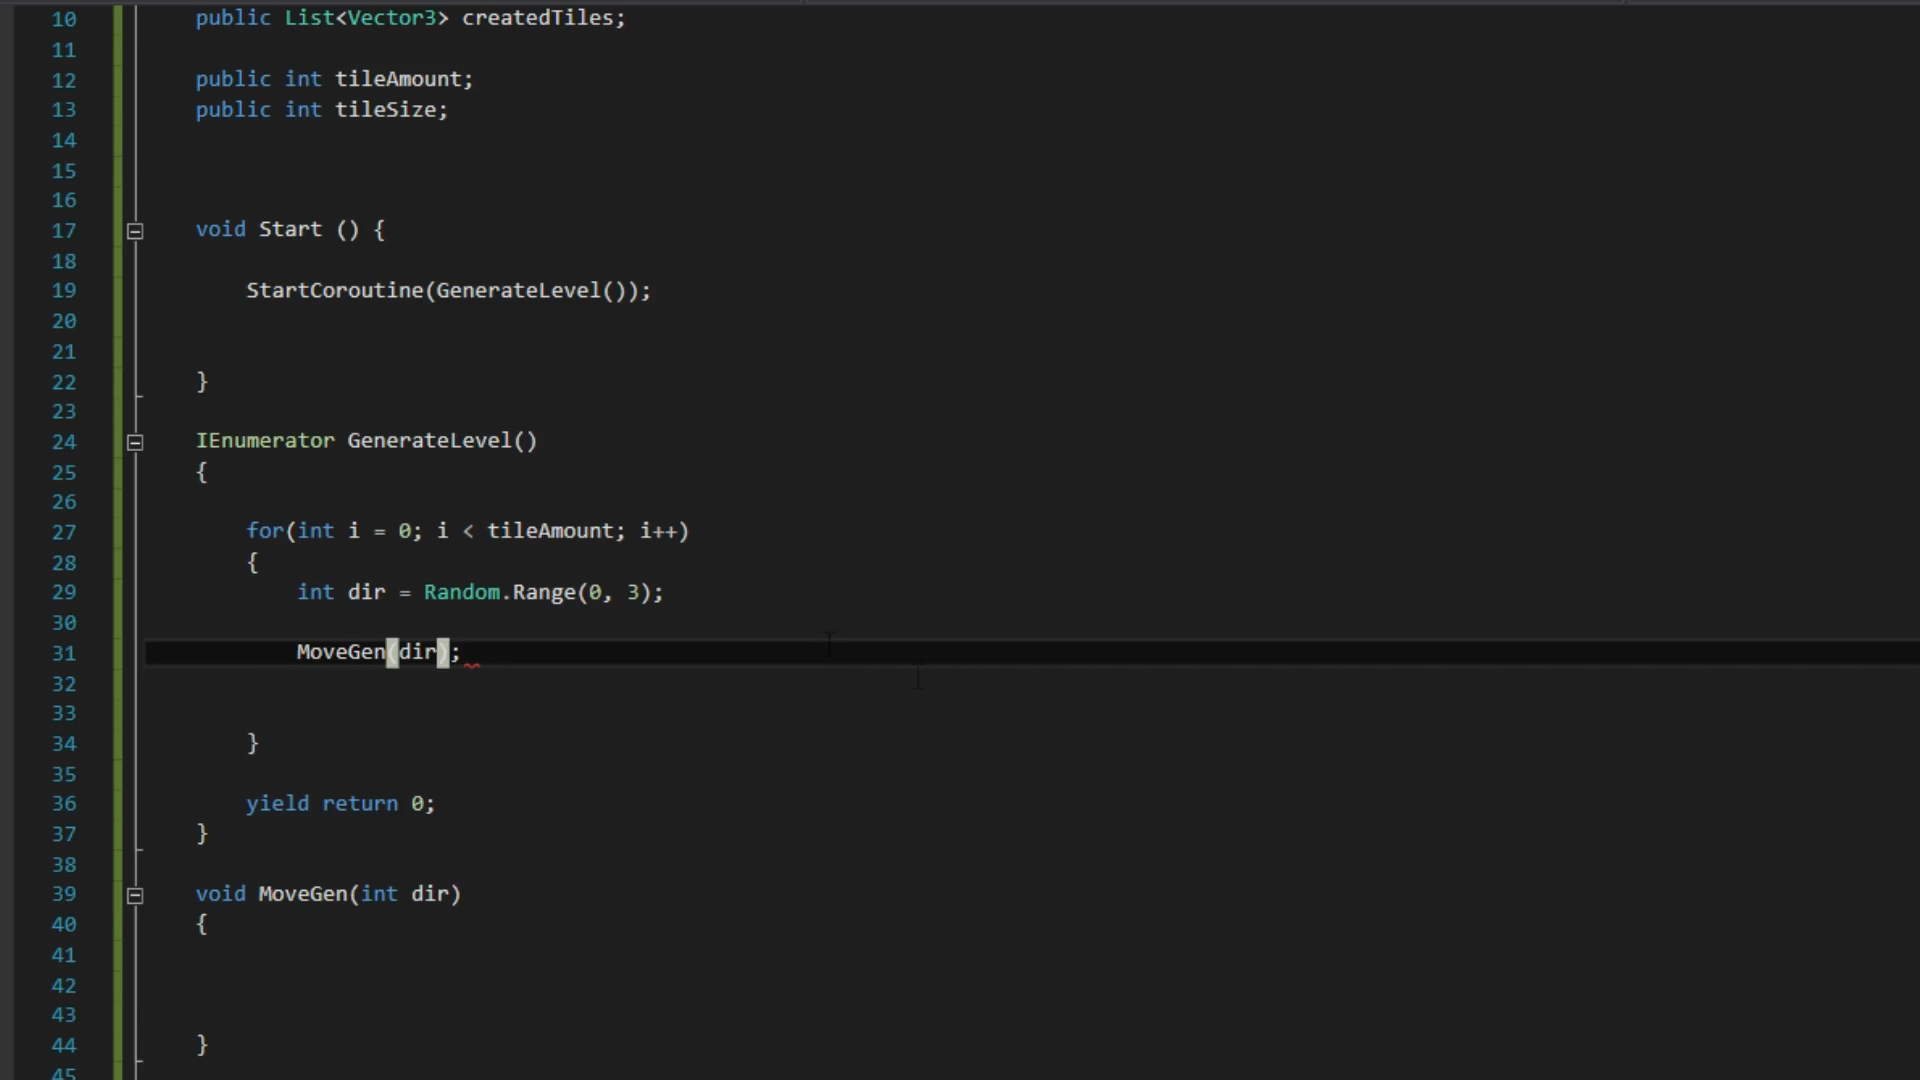 10 public List<Vector3> createdTiles;
11
12 public int tileAmount;
13 public int tileSize;
14
15
16
17 void Start () {
18
19 StartCoroutine(GenerateLevel());
20
21
22 }
23
24 IEnumerator GenerateLevel()
25 {
26
27 for(int i = 0; i < tileAmount; i++)
28 {
29 int dir = Random.Range(0, 3);
30
31 MoveGen(dir);
32
33
34 }
35
36 yield return 0;
37 }
38
39 void MoveGen(int dir)
40 {
41
42
43
44 }
45